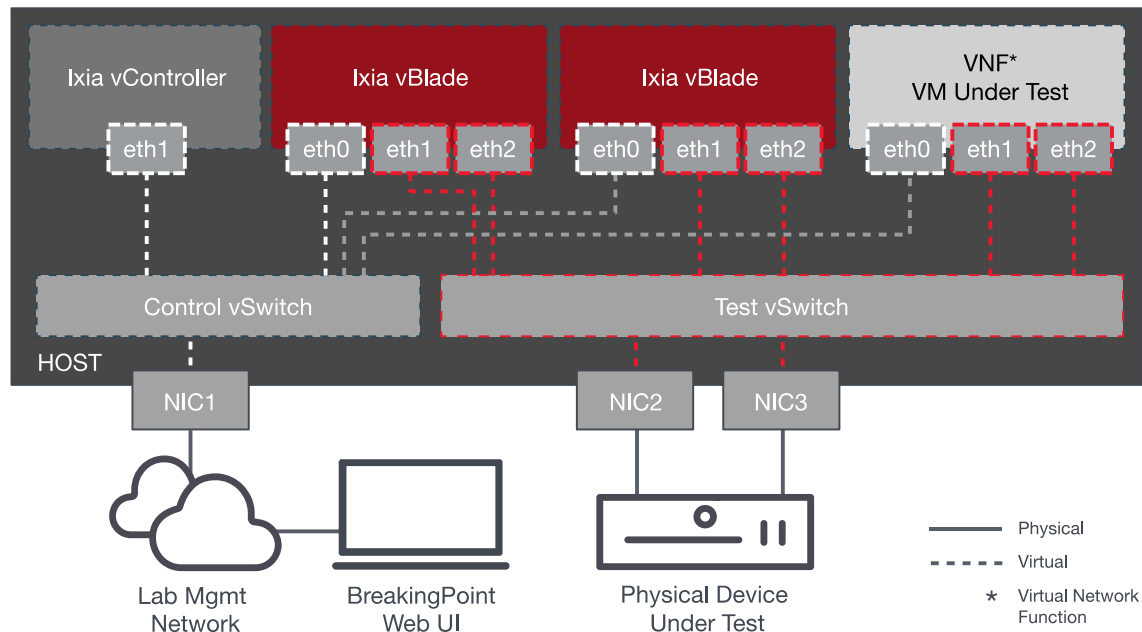 Ixia vController
Ixia vBlade
Ixia vBlade
VNF*
VM Under Test
eth1
eth0
eth1
eth2
eth0
eth1
eth2
eth0
eth1
eth2
Control vSwitch
Test vSwitch
HOST
NIC1
NIC2
NIC3
Lab Mgmt
Network
BreakingPoint
Web UI
Physical Device
Under Test
Physical
Virtual
* Virtual Network
Function